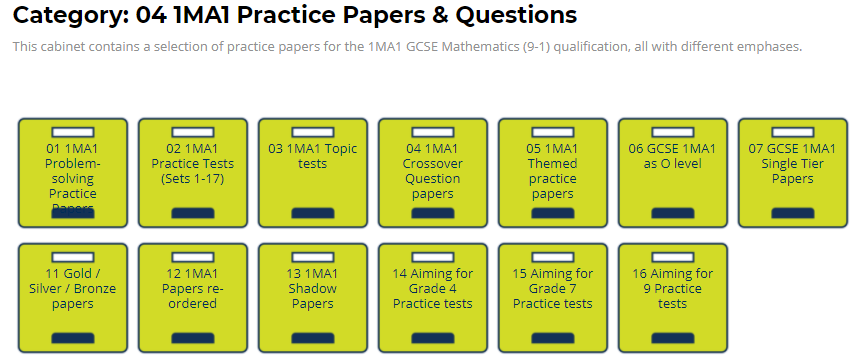 Category: 04 1MA1 Practice Papers & Questions
This cabinet contains a selection of practice papers for the 1MA1 GCSE Mathematics (9-1) qualification, all with different emphases.
01 1MA1
Problem-
solving
Practice
Papers
02 1MA1
Practice Tests
(Sets 1-17)
03 1MA1 Topic
tests
04 1MA1
Crossover
Question
papers
05 1MA1
Themed
practice
papers
06 GCSE 1MA1
as O level
07 GCSE 1MA1
Single Tier
Papers
11 Gold /
Silver / Bronze
papers
12 1MA1
Papers re-
ordered
13 1MA1
Shadow
Papers
14 Aiming for
Grade 4
Practice tests
15 Aiming for
Grade 7
Practice tests
16 Aiming for
9 Practice
tests